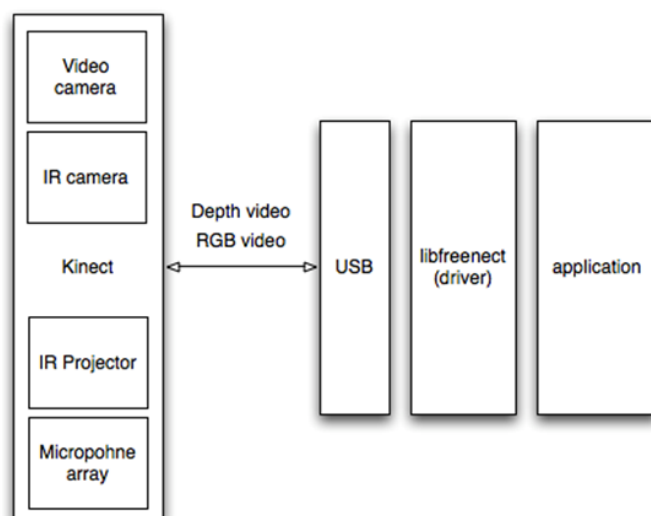 Video
camera
IR camera
Kinect
IR Projector
Micropohne
array
Depth video
RGB video
USB
libfreenect
(driver)
application